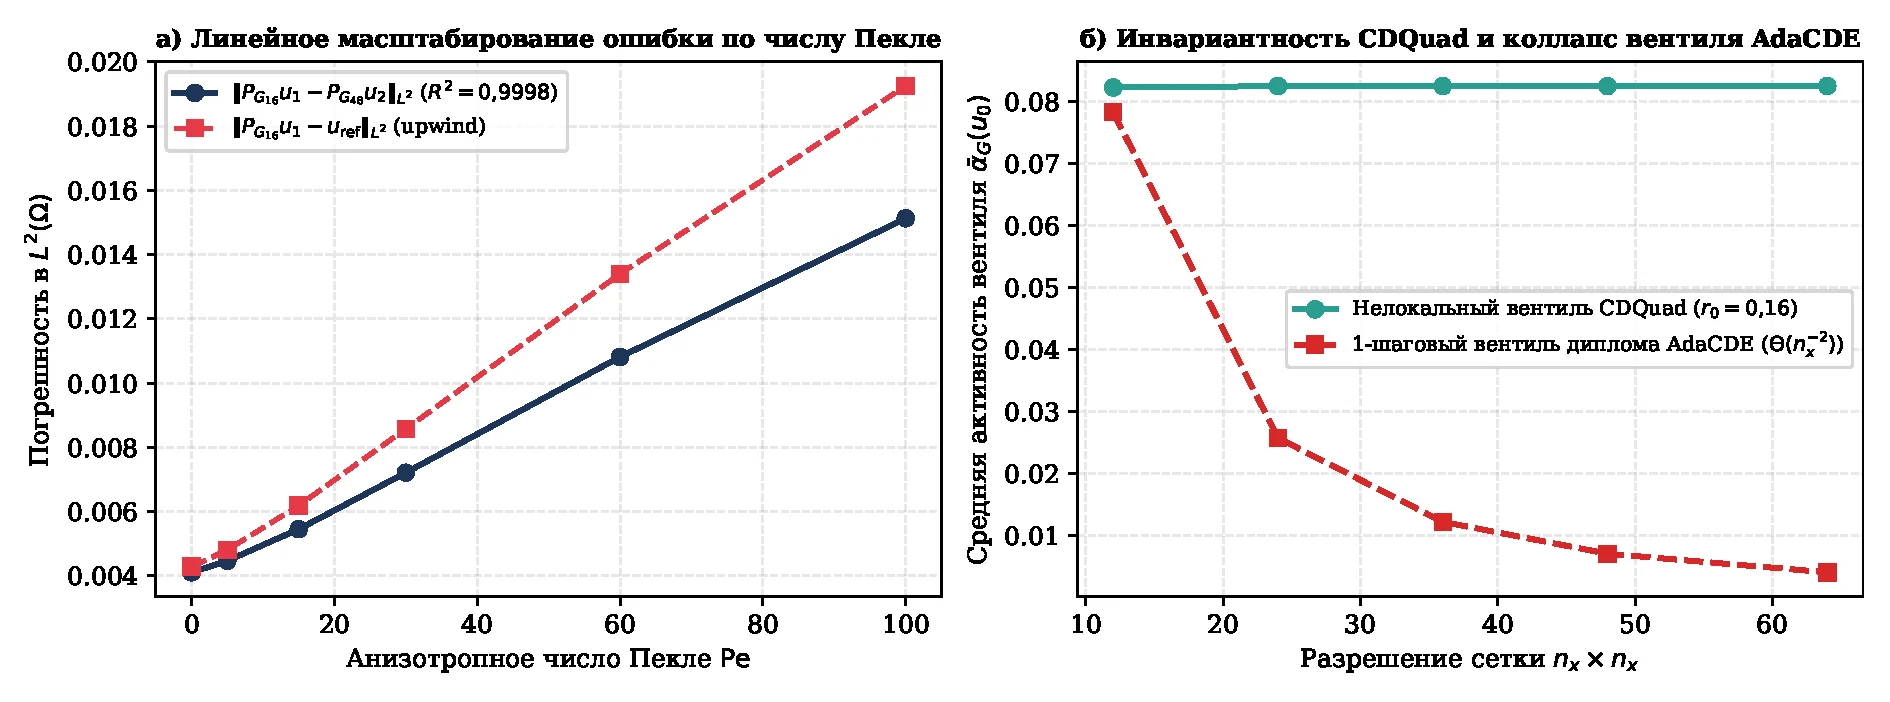 а) Линейное масштабирование ошибки по числу Пекле
0.020
0.018
0.016
0.014
0.012
0.010
0.008
0.006
0.004
Погрешность в L²(Ω)
‖P_{G₁₆}u₁ − P_{G₄₈}u₂‖_{L²} (R² = 0,9998)
‖P_{G₁₆}u₁ − u_{ref}‖_{L²} (upwind)
0 20 40 60 80 100
Анизотропное число Пекле Pe
б) Инвариантность CDQuad и коллапс вентиля AdaCDE
0.08
0.07
0.06
0.05
0.04
0.03
0.02
0.01
Средняя активность вентиля ᾱ_G(u₀)
Нелокальный вентиль CDQuad (r₀ = 0,16)
1-шаговый вентиль диплома AdaCDE (Θ(n_x^{−2}))
10 20 30 40 50 60
Разрешение сетки n_x × n_x